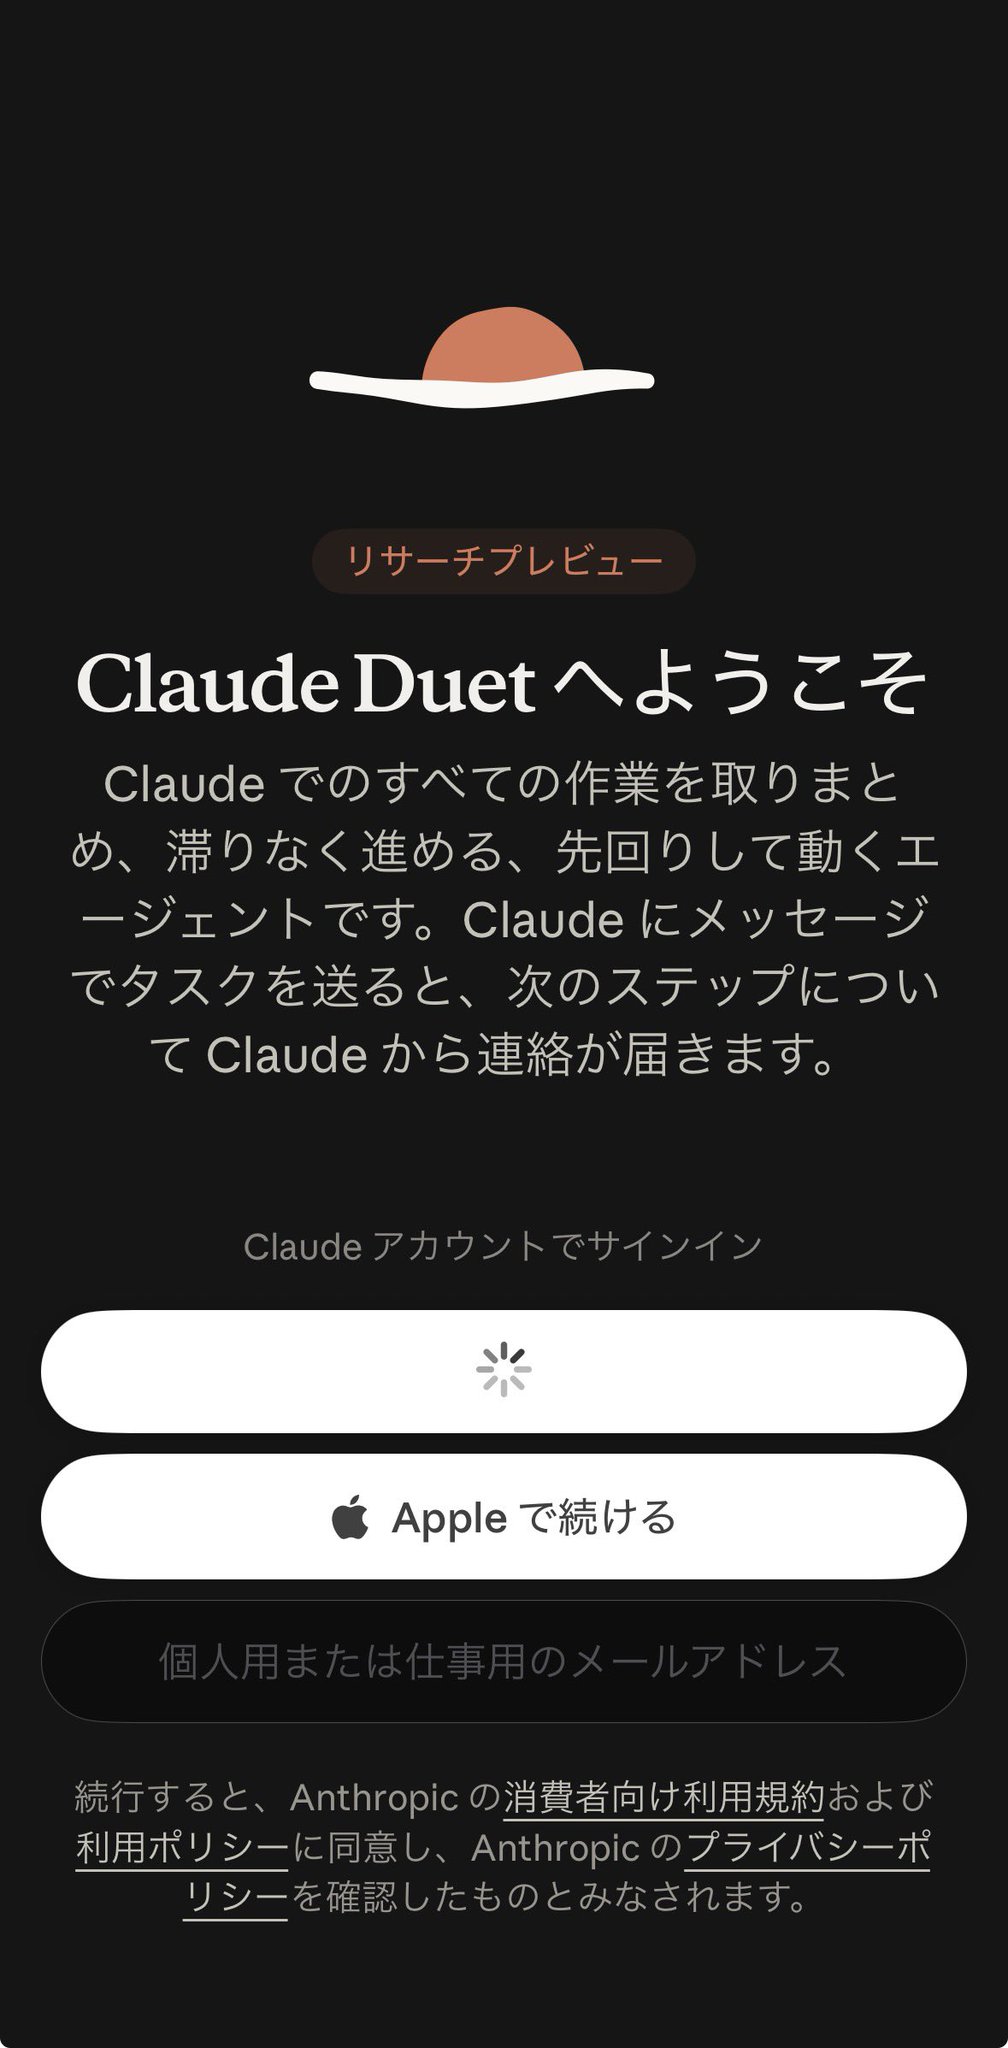 リサーチプレビュー
Claude Duet へようこそ
Claude でのすべての作業を取りまと
め、滞りなく進める、先回りして動くエ
ージェントです。Claude にメッセージ
でタスクを送ると、次のステップについ
て Claude から連絡が届きます。
Claude アカウントでサインイン
Apple で続ける
個人用または仕事用のメールアドレス
続行すると、Anthropic の消費者向け利用規約および
利用ポリシーに同意し、Anthropic のプライバシーポ
リシーを確認したものとみなされます。